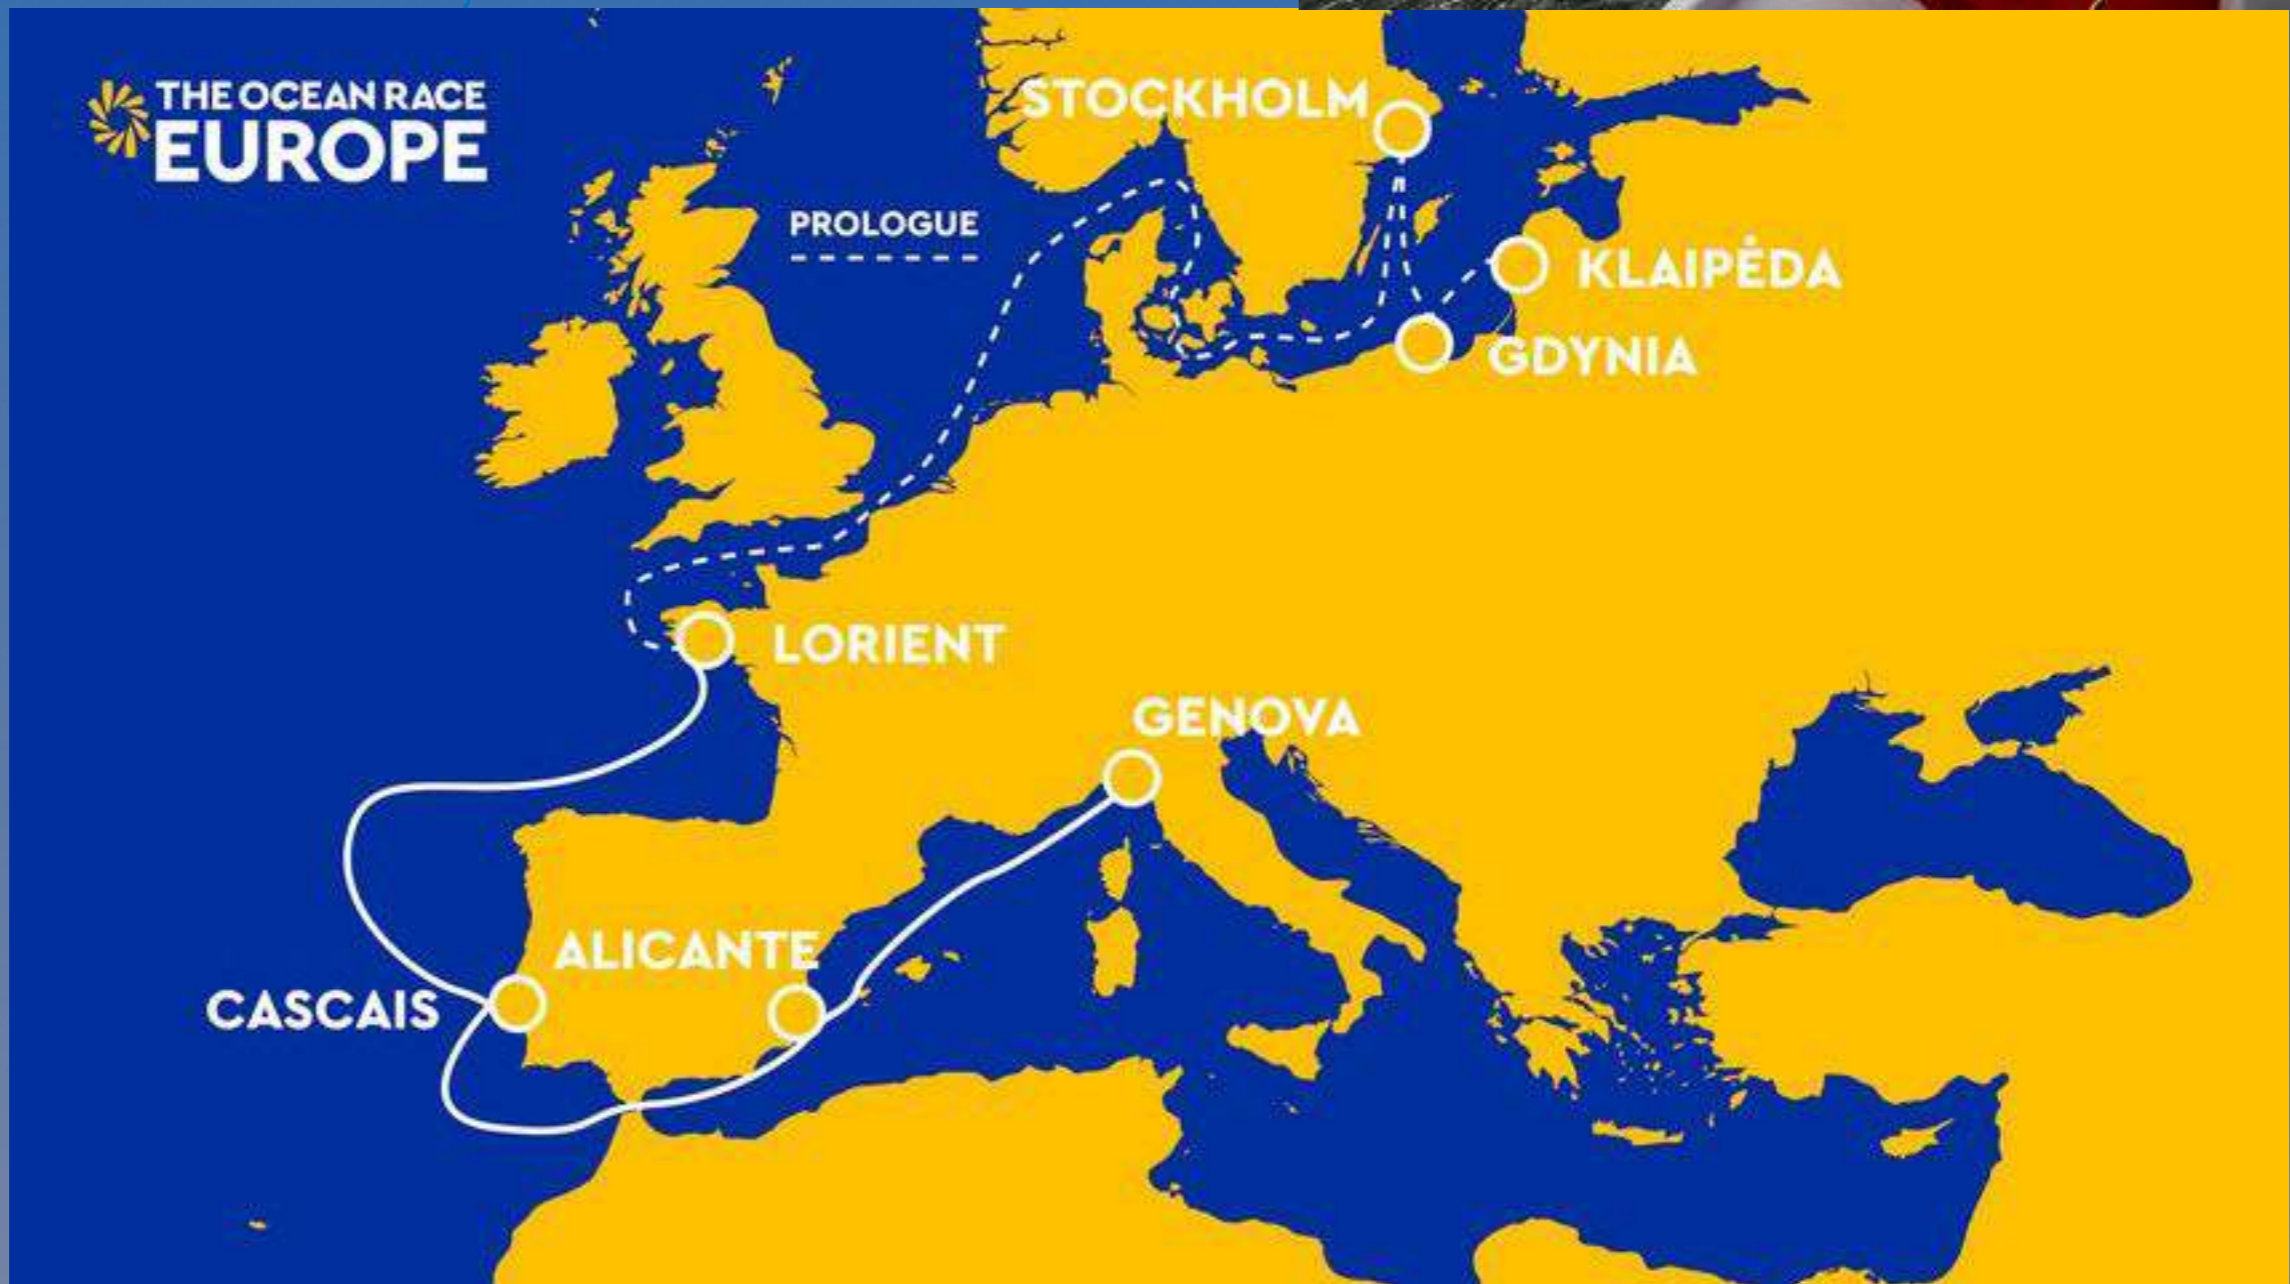 THE OCEAN RACE
EUROPE
STOCKHOLM
PROLOGUE
KLAIPĖDA
GDYNIA
LORIENT
GENOVA
ALICANTE
CASCAIS